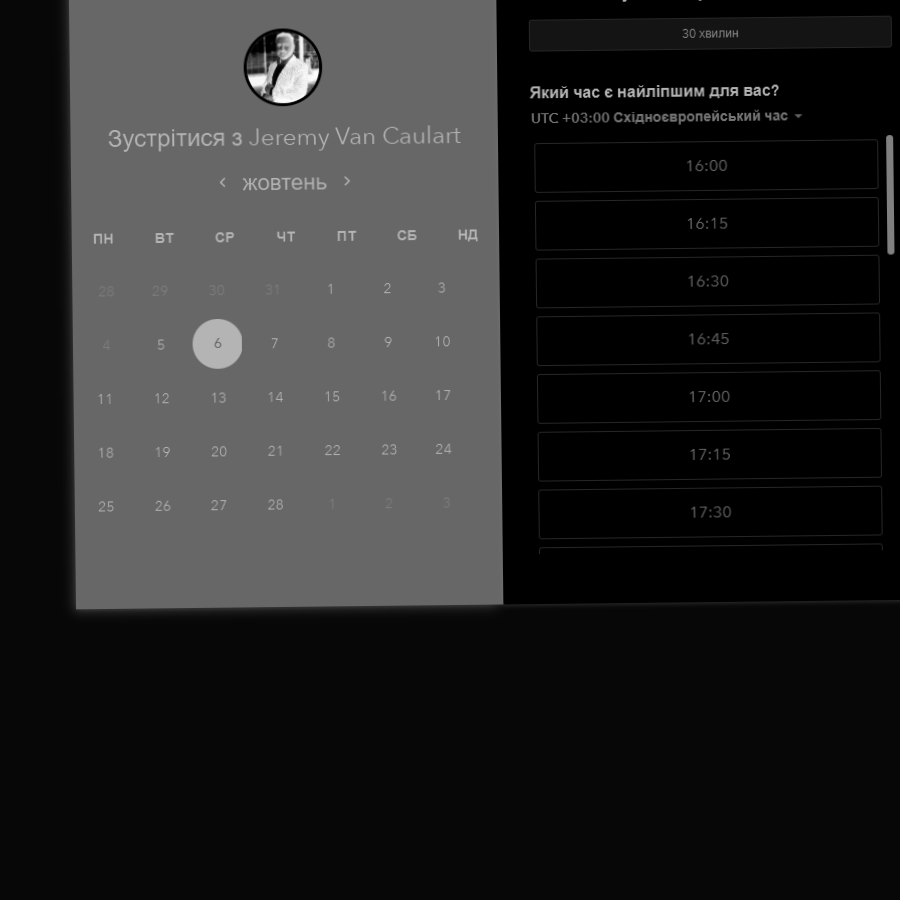 Зустрітися з Jeremy Van Caulart
жовтень
ПН ВТ СР ЧТ ПТ СБ НД
28 29 30 31 1 2 3
4 5 6 7 8 9 10
11 12 13 14 15 16 17
18 19 20 21 22 23 24
25 26 27 28 1 2 3
30 хвилин
Який час є найліпшим для вас?
UTC +03:00 Східноєвропейський час
16:00
16:15
16:30
16:45
17:00
17:15
17:30